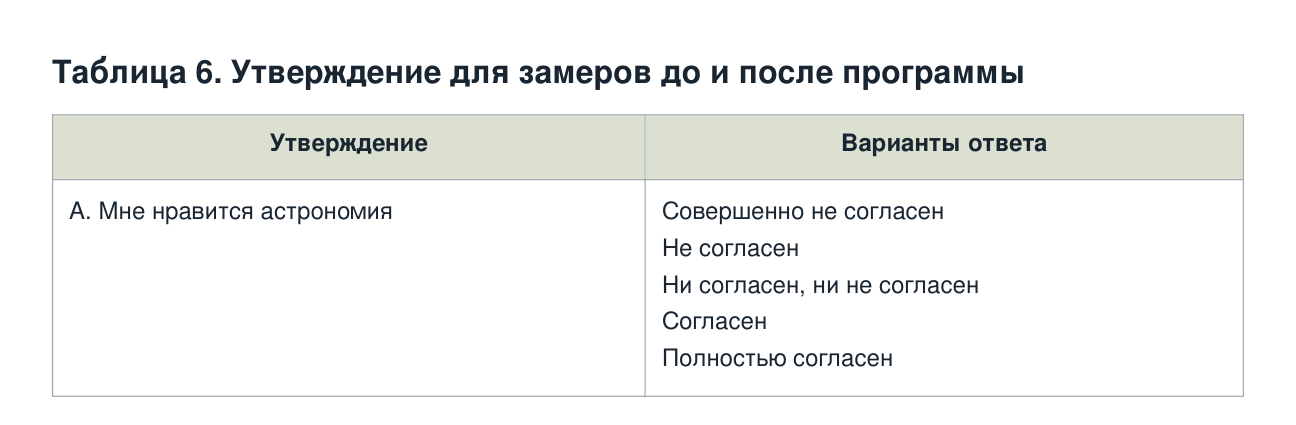 Таблица 6. Утверждение для замеров до и после программы
Утверждение
Варианты ответа
А. Мне нравится астрономия
Совершенно не согласен
Не согласен
Ни согласен, ни не согласен
Согласен
Полностью согласен